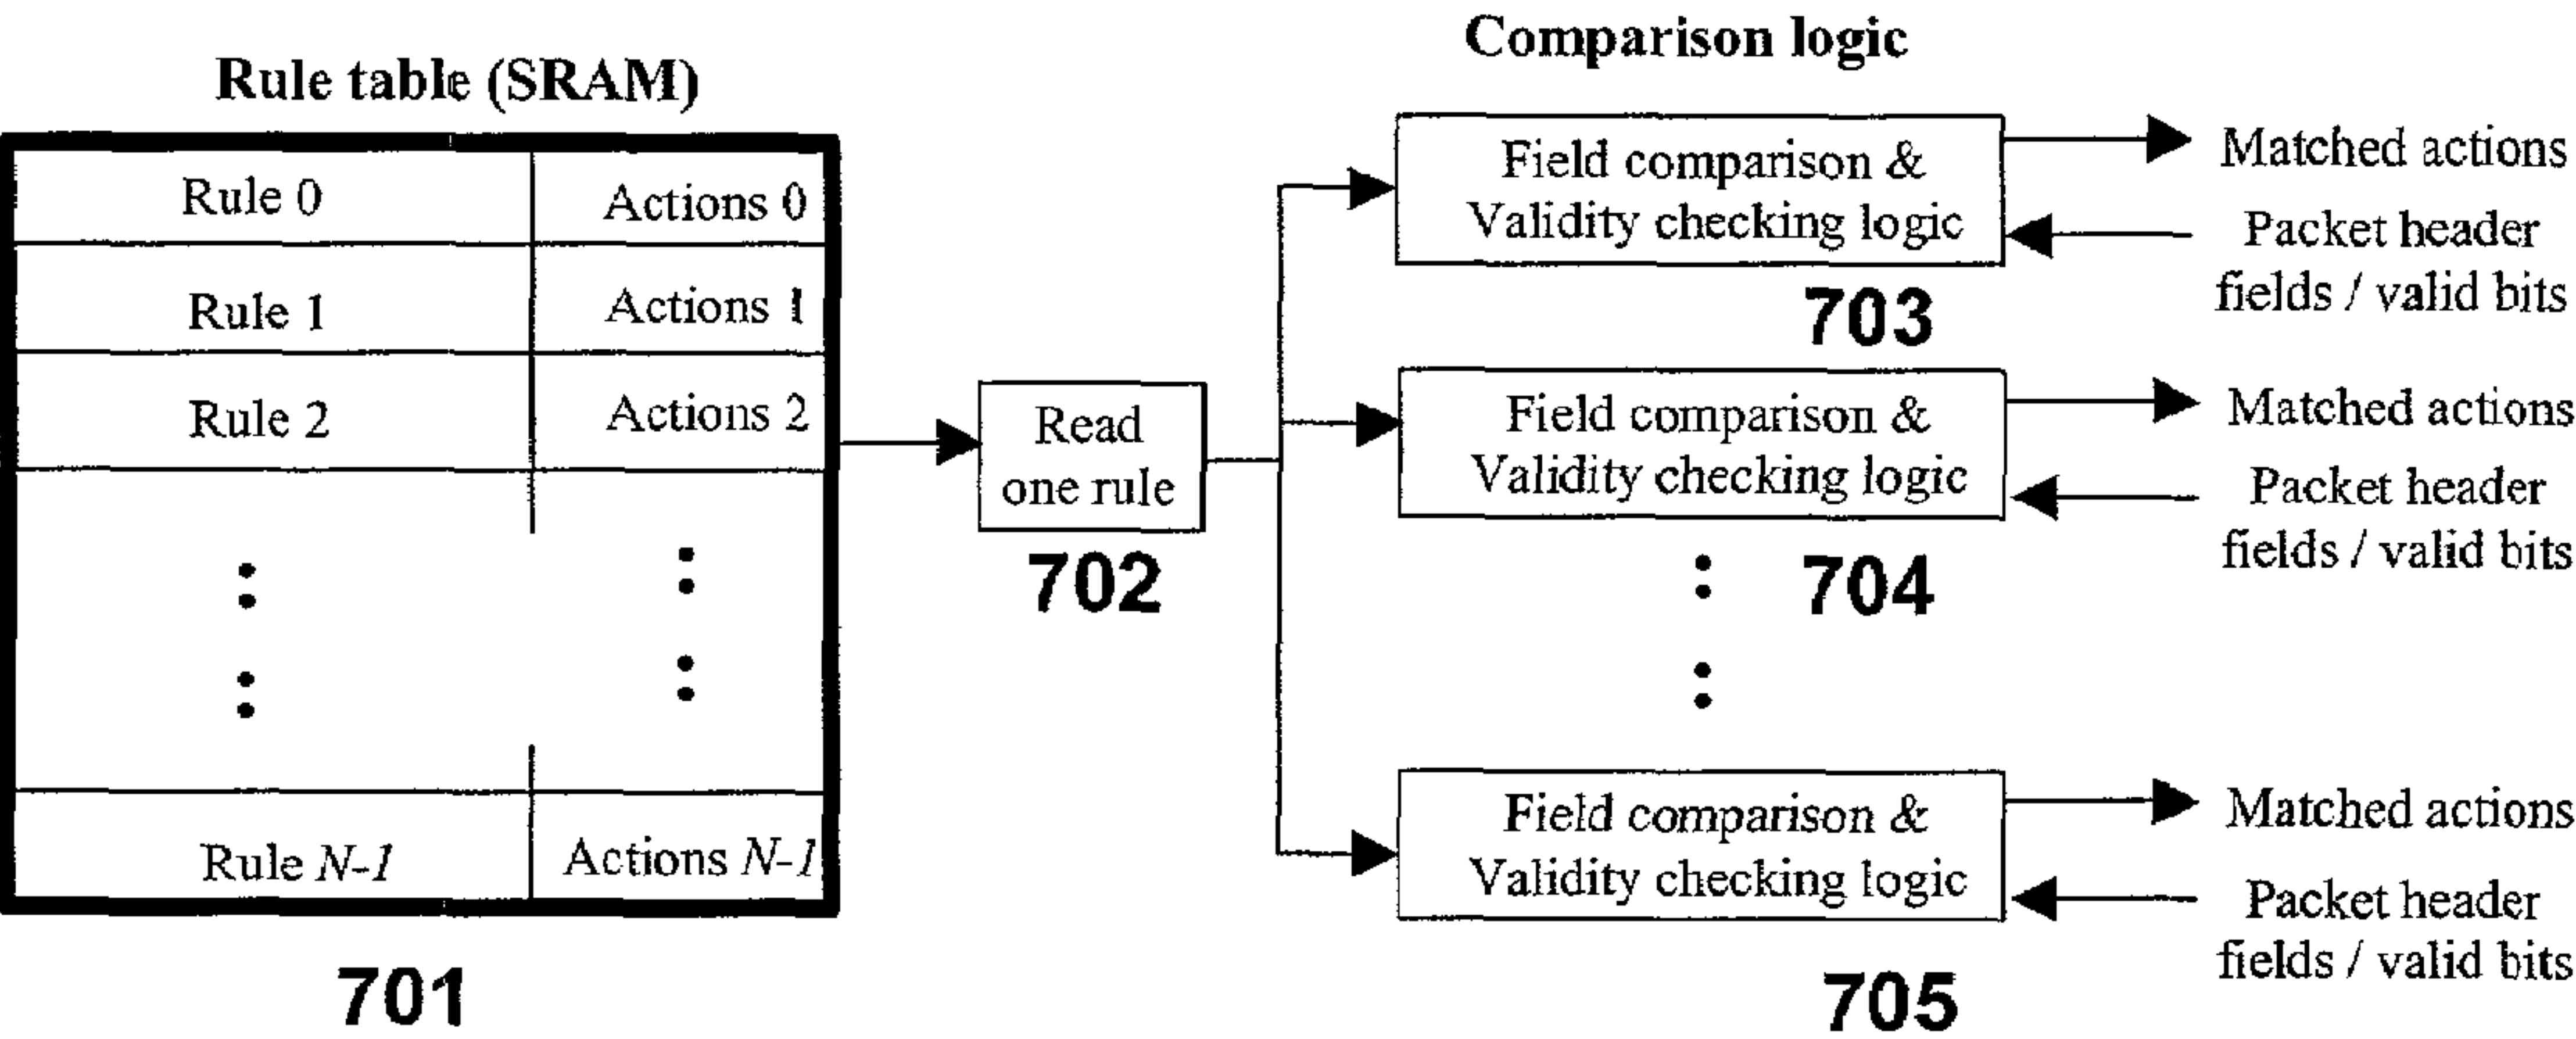 Comparison logic
Rule table (SRAM)
Rule 0
Actions 0
Rule 1
Actions 1
Rule 2
Actions 2
Rule N-1
Actions N-1
701
Read
one rule
702
Field comparison &
Validity checking logic
703
Matched actions
Packet header
fields / valid bits
Field comparison &
Validity checking logic
704
Matched actions
Packet header
fields / valid bits
Field comparison &
Validity checking logic
705
Matched actions
Packet header
fields / valid bits